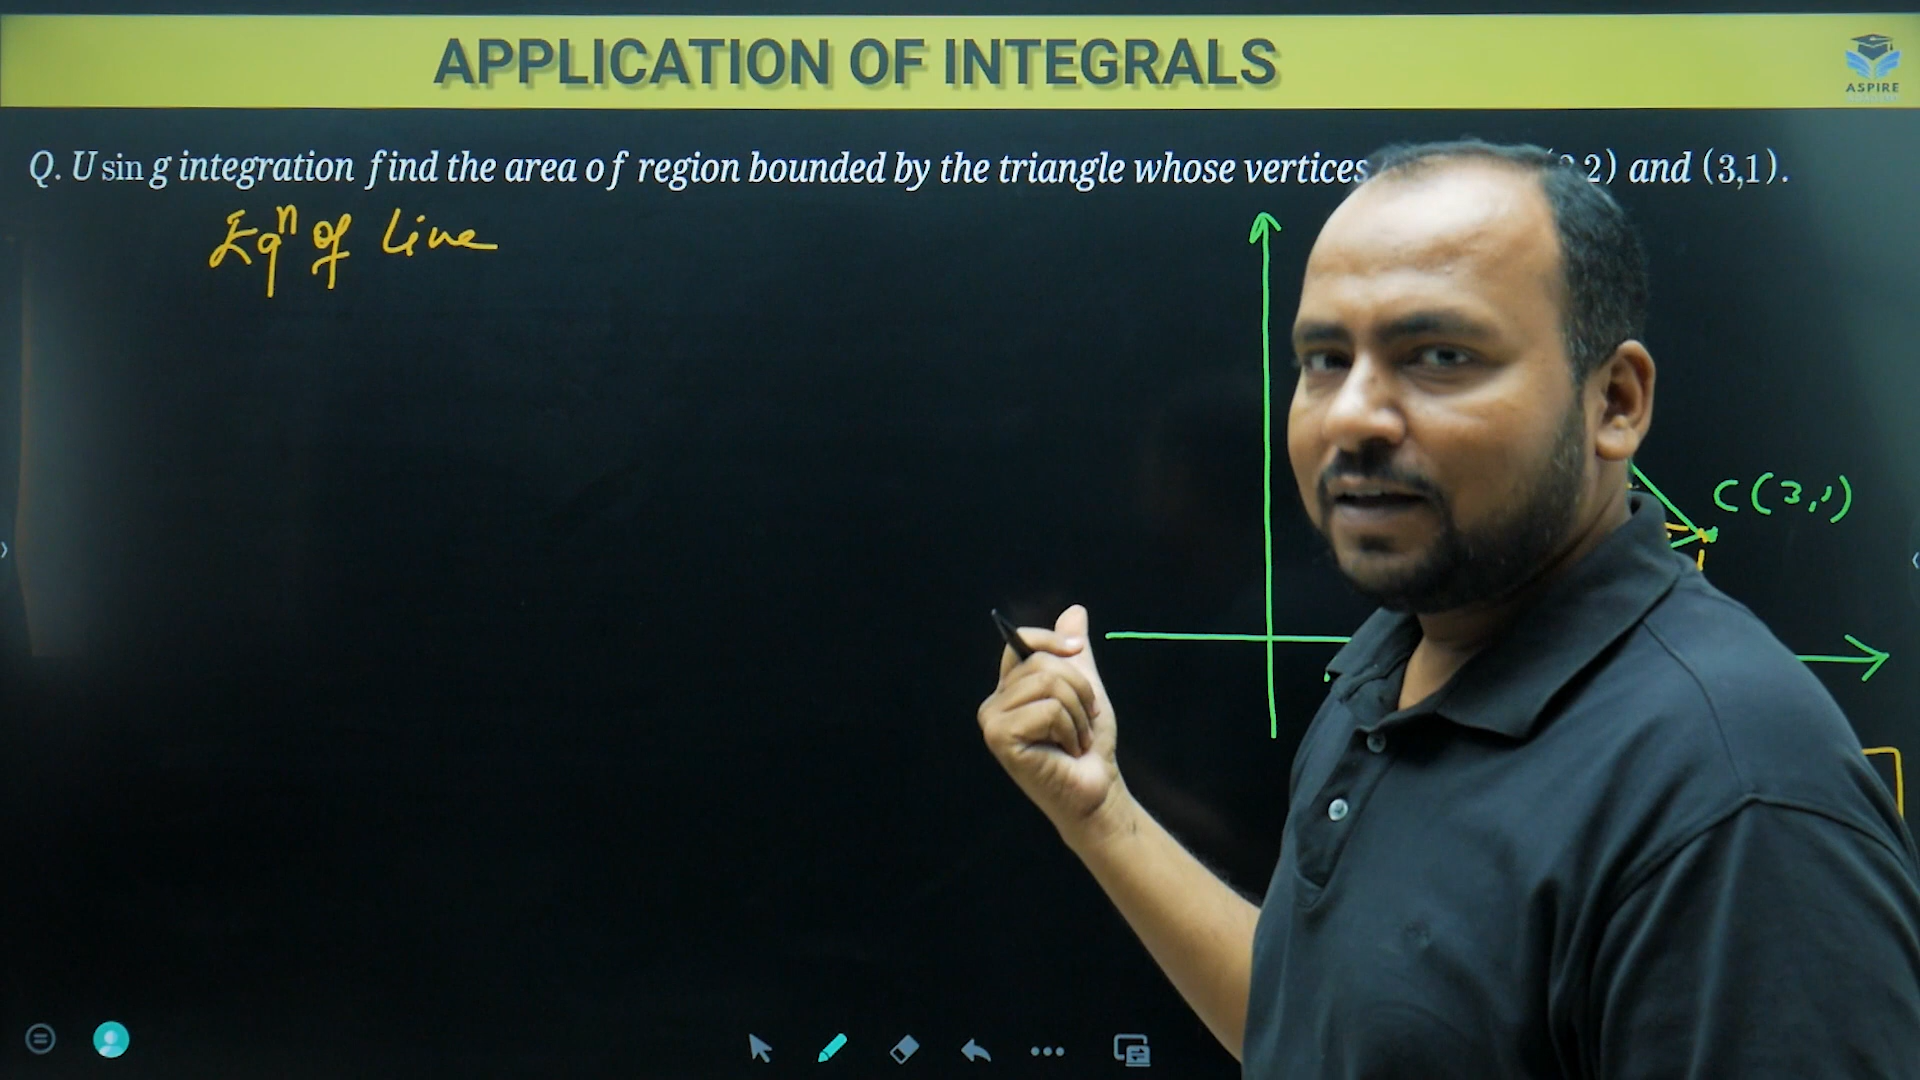 APPLICATION OF INTEGRALS
ASPIRE
Q. U sin g integration find the area of region bounded by the triangle whose vertices 2) and (3,1).
Eqⁿ of Line
C(3,1)